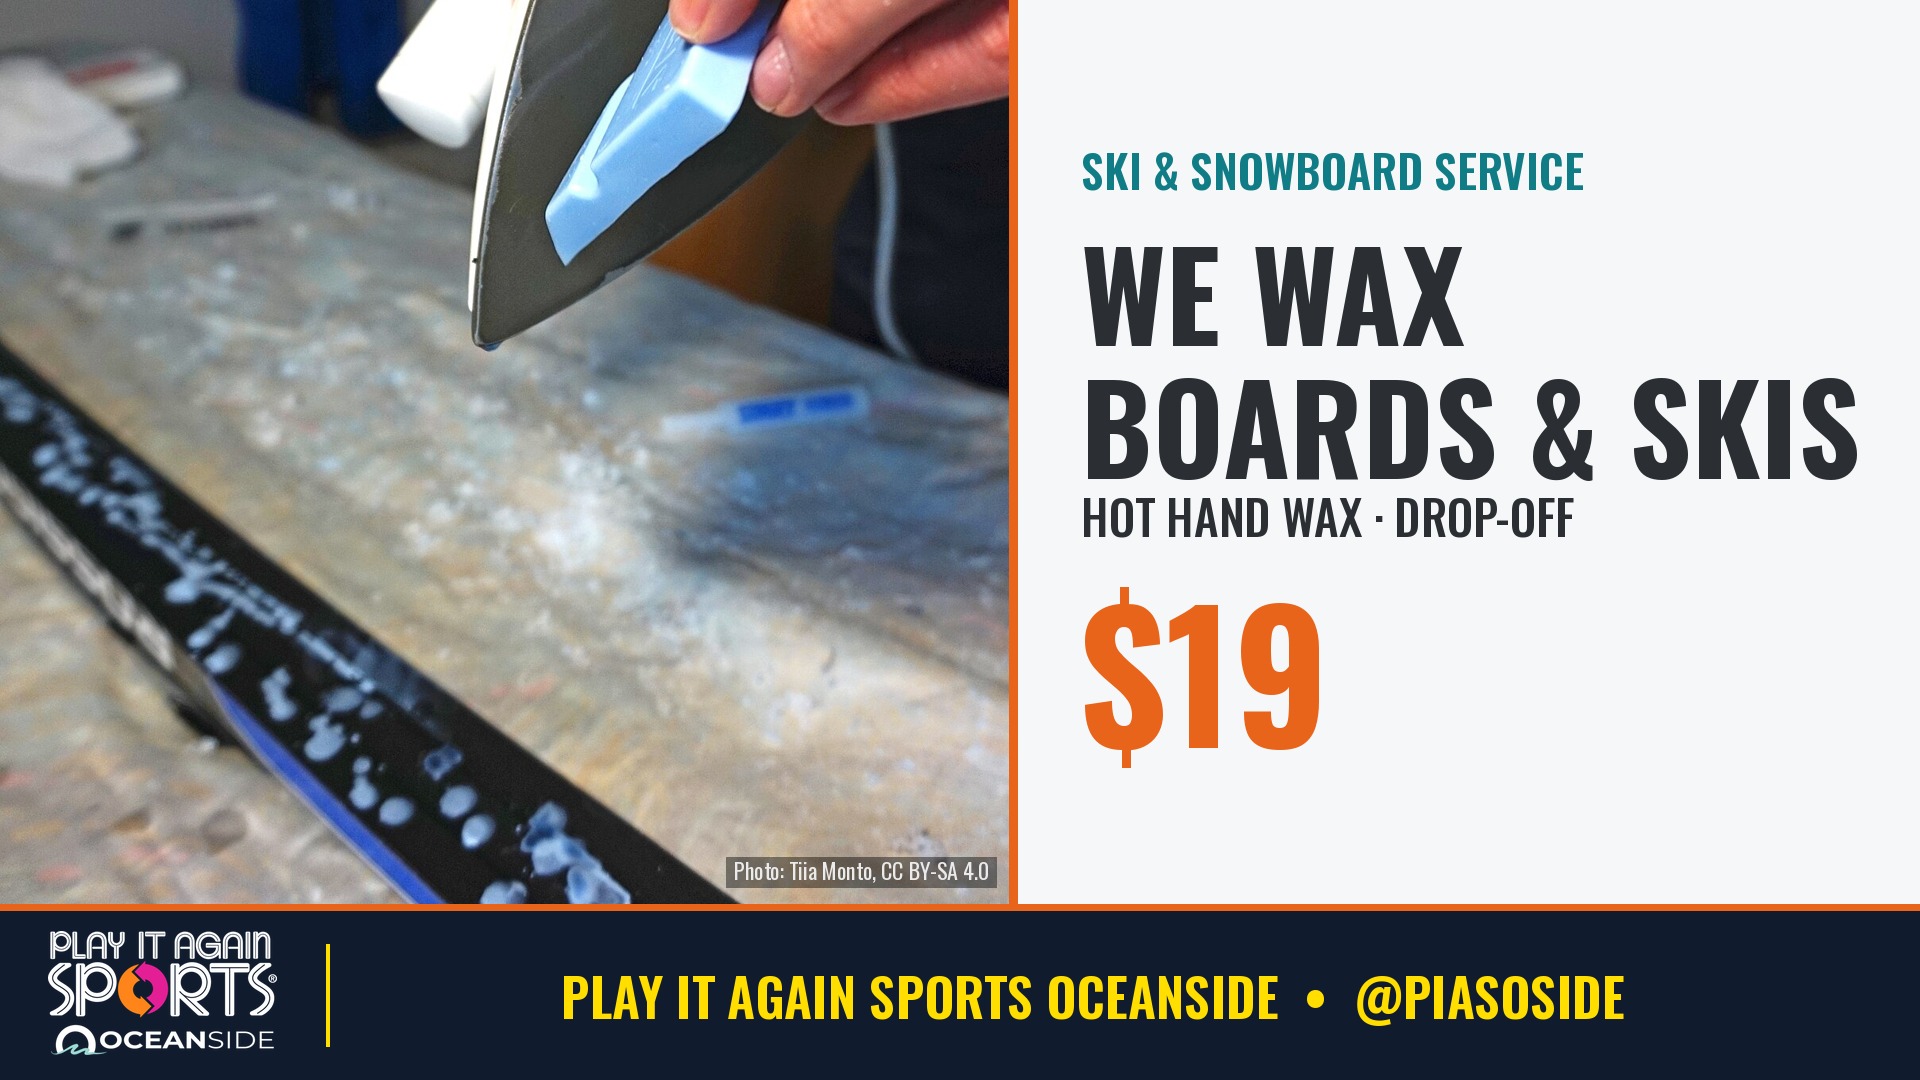 SKI & SNOWBOARD SERVICE
WE WAX
BOARDS & SKIS
HOT HAND WAX · DROP-OFF
$19
Photo: Tiia Monto, CC BY-SA 4.0
PLAY IT AGAIN
SPORTS®
OCEANSIDE
PLAY IT AGAIN SPORTS OCEANSIDE • @PIASOSIDE